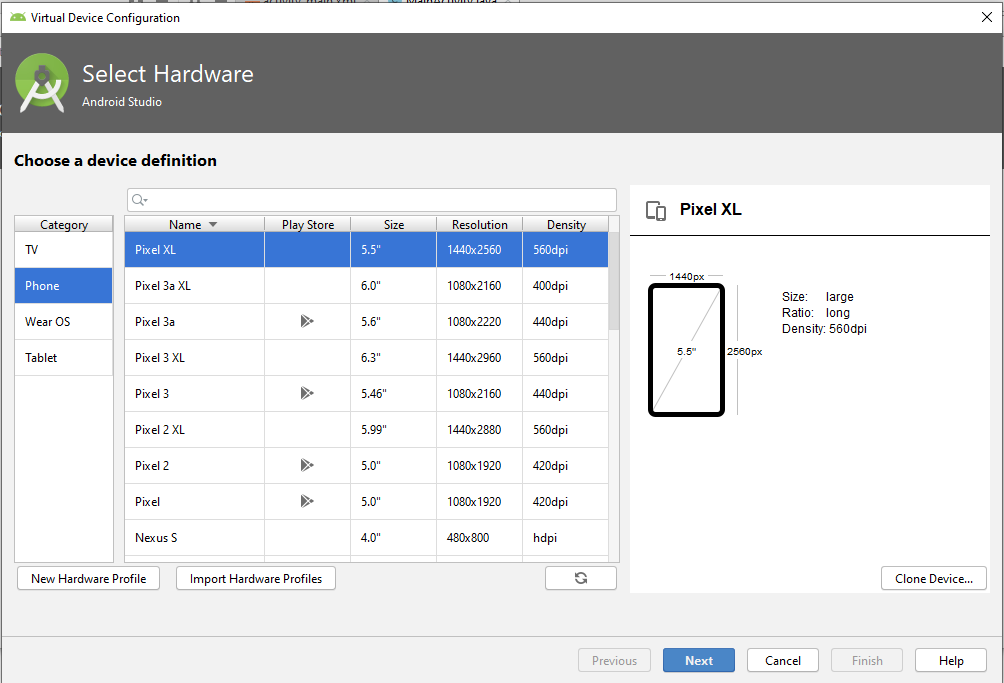 activity_main.xml MainActivity.java
Virtual Device Configuration
Select Hardware
Android Studio
Choose a device definition
Category
TV
Phone
Wear OS
Tablet
Name Play Store Size Resolution Density
Pixel XL 5.5" 1440x2560 560dpi
Pixel 3a XL 6.0" 1080x2160 400dpi
Pixel 3a 5.6" 1080x2220 440dpi
Pixel 3 XL 6.3" 1440x2960 560dpi
Pixel 3 5.46" 1080x2160 440dpi
Pixel 2 XL 5.99" 1440x2880 560dpi
Pixel 2 5.0" 1080x1920 420dpi
Pixel 5.0" 1080x1920 420dpi
Nexus S 4.0" 480x800 hdpi
New Hardware Profile Import Hardware Profiles
Pixel XL
1440px
5.5"
2560px
Size: large
Ratio: long
Density: 560dpi
Clone Device...
Previous Next Cancel Finish Help